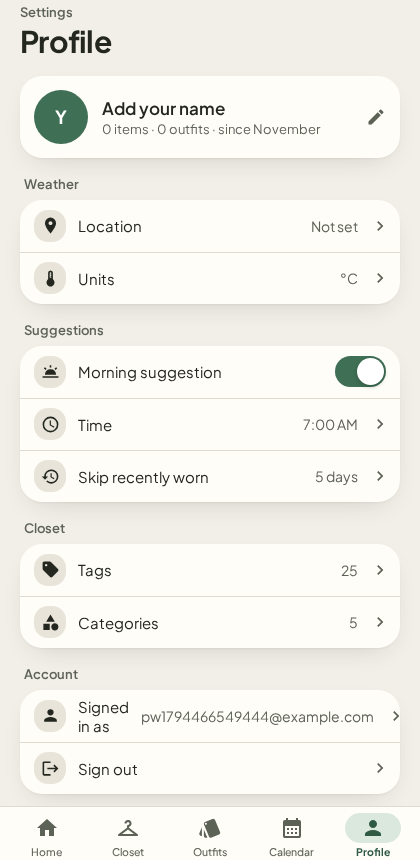 Settings
Profile
Y
Add your name
0 items · 0 outfits · since November
Weather
Location Not set
Units °C
Suggestions
Morning suggestion
Time 7:00 AM
Skip recently worn 5 days
Closet
Tags 25
Categories 5
Account
Signed in as pw1794466549444@example.com
Sign out
Home Closet Outfits Calendar Profile